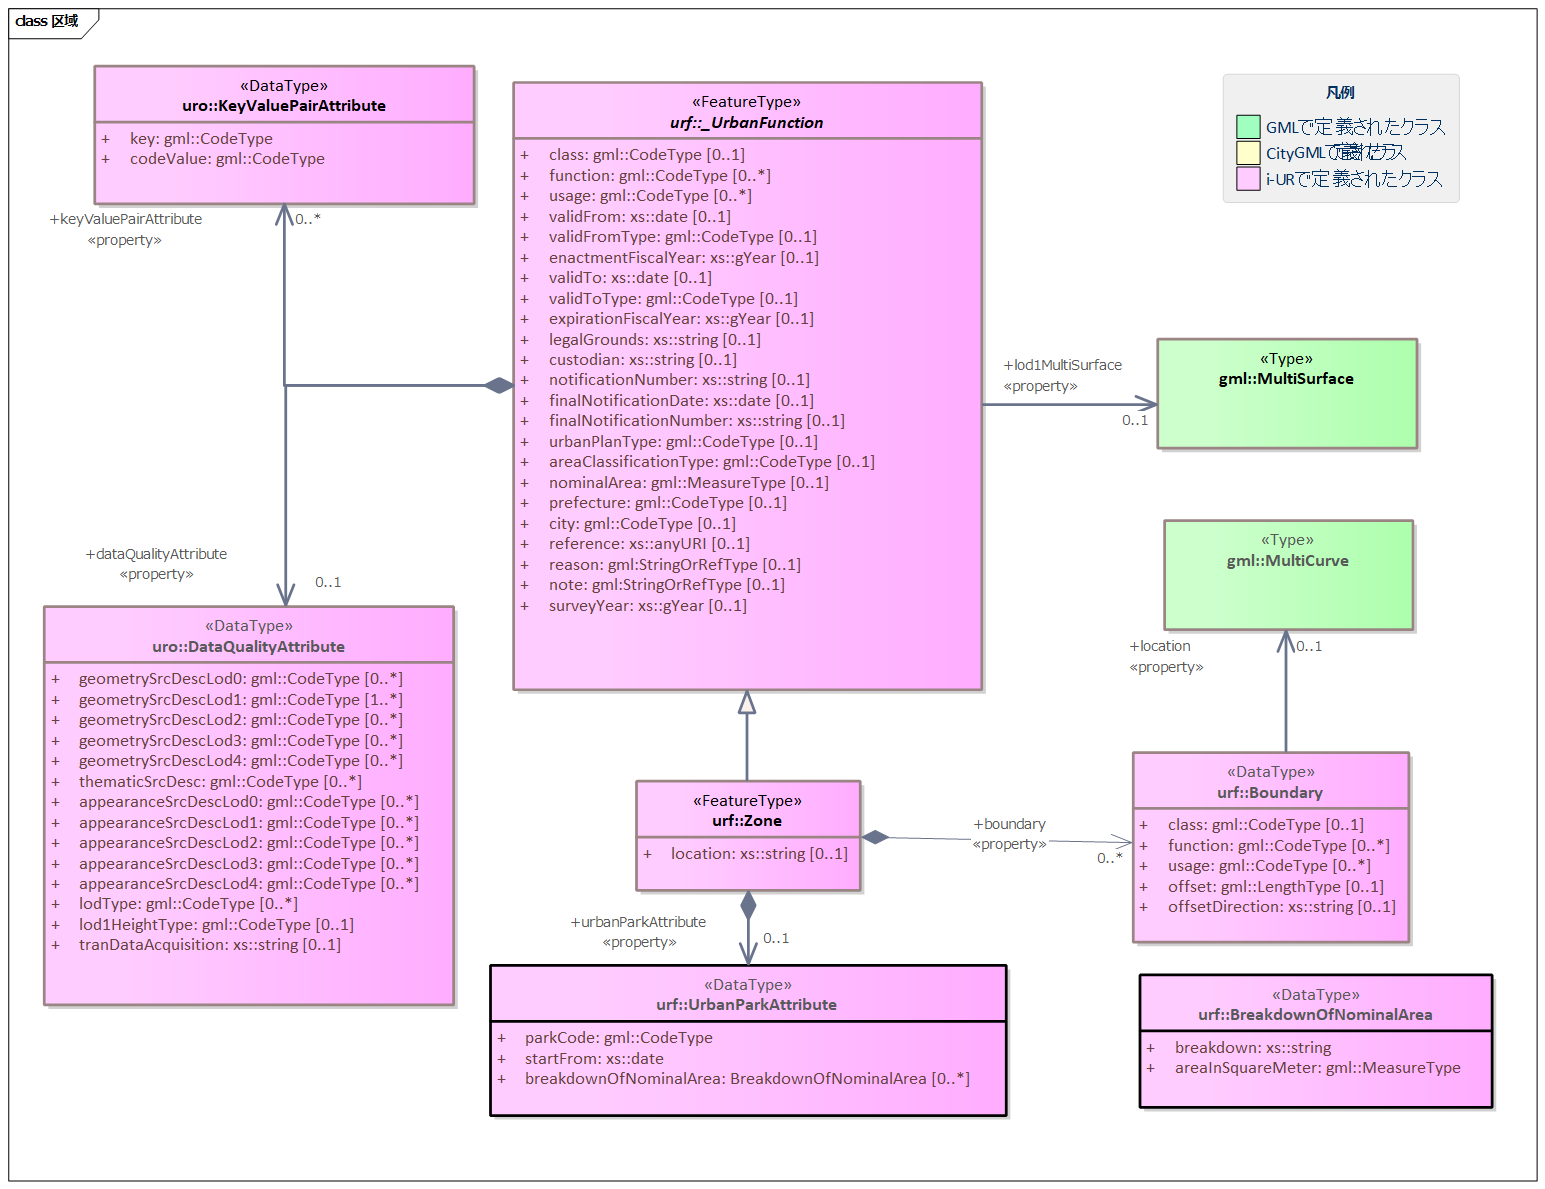 class 区域
«DataType»
uro::KeyValuePairAttribute
+ key: gml::CodeType
+ codeValue: gml::CodeType
+keyValuePairAttribute
«property»
0..*
«FeatureType»
urf::_UrbanFunction
+ class: gml::CodeType [0..1]
+ function: gml::CodeType [0..*]
+ usage: gml::CodeType [0..*]
+ validFrom: xs::date [0..1]
+ validFromType: gml::CodeType [0..1]
+ enactmentFiscalYear: xs::gYear [0..1]
+ validTo: xs::date [0..1]
+ validToType: gml::CodeType [0..1]
+ expirationFiscalYear: xs::gYear [0..1]
+ legalGrounds: xs::string [0..1]
+ custodian: xs::string [0..1]
+ notificationNumber: xs::string [0..1]
+ finalNotificationDate: xs::date [0..1]
+ finalNotificationNumber: xs::string [0..1]
+ urbanPlanType: gml::CodeType [0..1]
+ areaClassificationType: gml::CodeType [0..1]
+ nominalArea: gml::MeasureType [0..1]
+ prefecture: gml::CodeType [0..1]
+ city: gml::CodeType [0..1]
+ reference: xs::anyURI [0..1]
+ reason: gml:StringOrRefType [0..1]
+ note: gml:StringOrRefType [0..1]
+ surveyYear: xs::gYear [0..1]
凡例
GMLで定義されたクラス
CityGMLで定義されたクラス
i-URで定義されたクラス
+lod1MultiSurface
«property»
0..1
«Type»
gml::MultiSurface
«Type»
gml::MultiCurve
+location
«property»
0..1
+dataQualityAttribute
«property»
0..1
«DataType»
uro::DataQualityAttribute
+ geometrySrcDescLod0: gml::CodeType [0..*]
+ geometrySrcDescLod1: gml::CodeType [1..*]
+ geometrySrcDescLod2: gml::CodeType [0..*]
+ geometrySrcDescLod3: gml::CodeType [0..*]
+ geometrySrcDescLod4: gml::CodeType [0..*]
+ thematicSrcDesc: gml::CodeType [0..*]
+ appearanceSrcDescLod0: gml::CodeType [0..*]
+ appearanceSrcDescLod1: gml::CodeType [0..*]
+ appearanceSrcDescLod2: gml::CodeType [0..*]
+ appearanceSrcDescLod3: gml::CodeType [0..*]
+ appearanceSrcDescLod4: gml::CodeType [0..*]
+ lodType: gml::CodeType [0..*]
+ lod1HeightType: gml::CodeType [0..1]
+ tranDataAcquisition: xs::string [0..1]
«FeatureType»
urf::Zone
+ location: xs::string [0..1]
+boundary
«property»
0..*
«DataType»
urf::Boundary
+ class: gml::CodeType [0..1]
+ function: gml::CodeType [0..*]
+ usage: gml::CodeType [0..*]
+ offset: gml::LengthType [0..1]
+ offsetDirection: xs::string [0..1]
+urbanParkAttribute
«property»
0..1
«DataType»
urf::UrbanParkAttribute
+ parkCode: gml::CodeType
+ startFrom: xs::date
+ breakdownOfNominalArea: BreakdownOfNominalArea [0..*]
«DataType»
urf::BreakdownOfNominalArea
+ breakdown: xs::string
+ areaInSquareMeter: gml::MeasureType